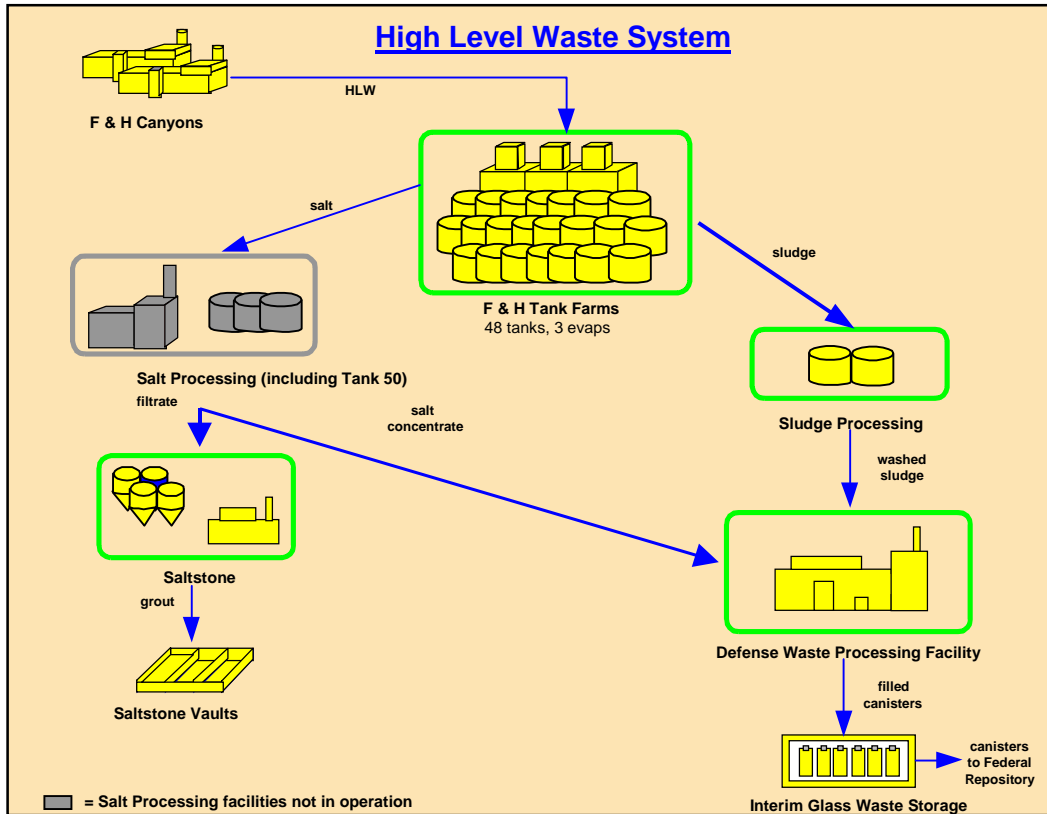 High Level Waste System
HLW
F & H Canyons
salt
sludge
F & H Tank Farms
48 tanks, 3 evaps
Salt Processing (including Tank 50)
filtrate
salt
concentrate
Sludge Processing
washed
sludge
Saltstone
grout
Defense Waste Processing Facility
filled
canisters
Saltstone Vaults
canisters
to Federal
Repository
Interim Glass Waste Storage
= Salt Processing facilities not in operation